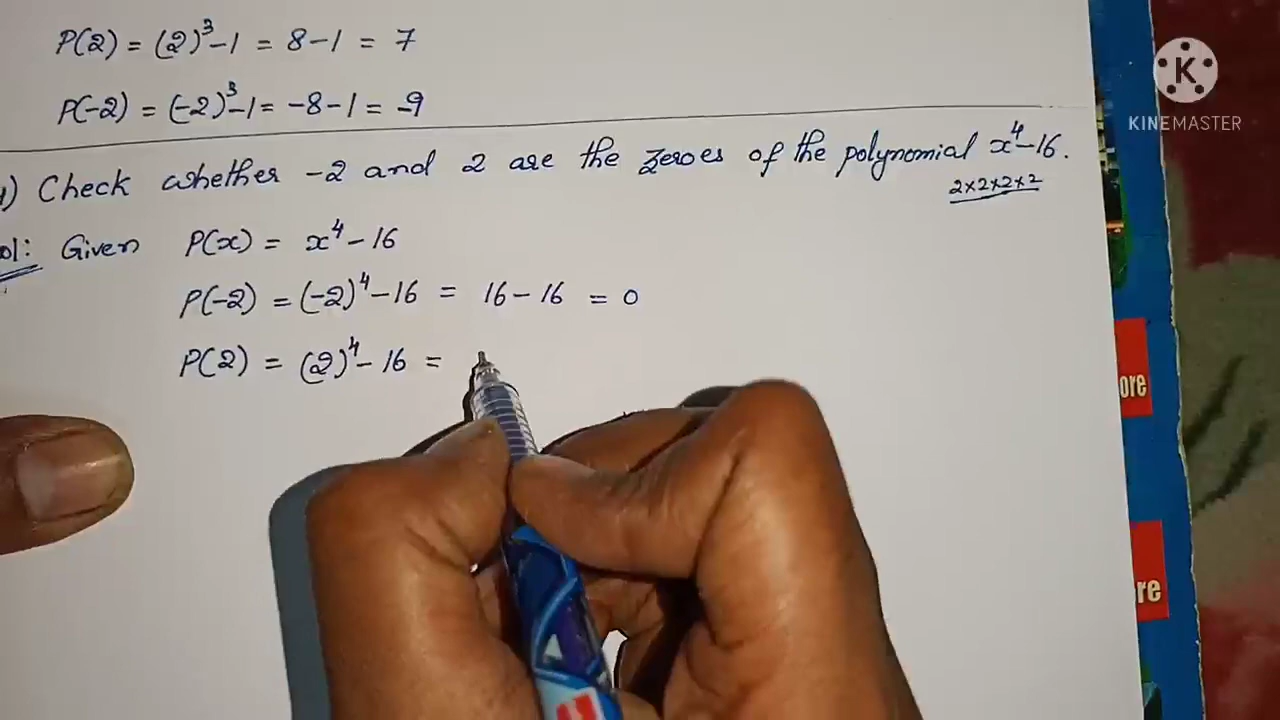 P(2) = (2)³-1 = 8-1 = 7
P(-2) = (-2)³-1 = -8-1 = -9
KINEMASTER
) Check whether -2 and 2 are the zeroes of the polynomial x⁴-16.
2×2×2×2
ol: Given P(x) = x⁴-16
P(-2) = (-2)⁴-16 = 16-16 = 0
P(2) = (2)⁴-16 =
ore
re